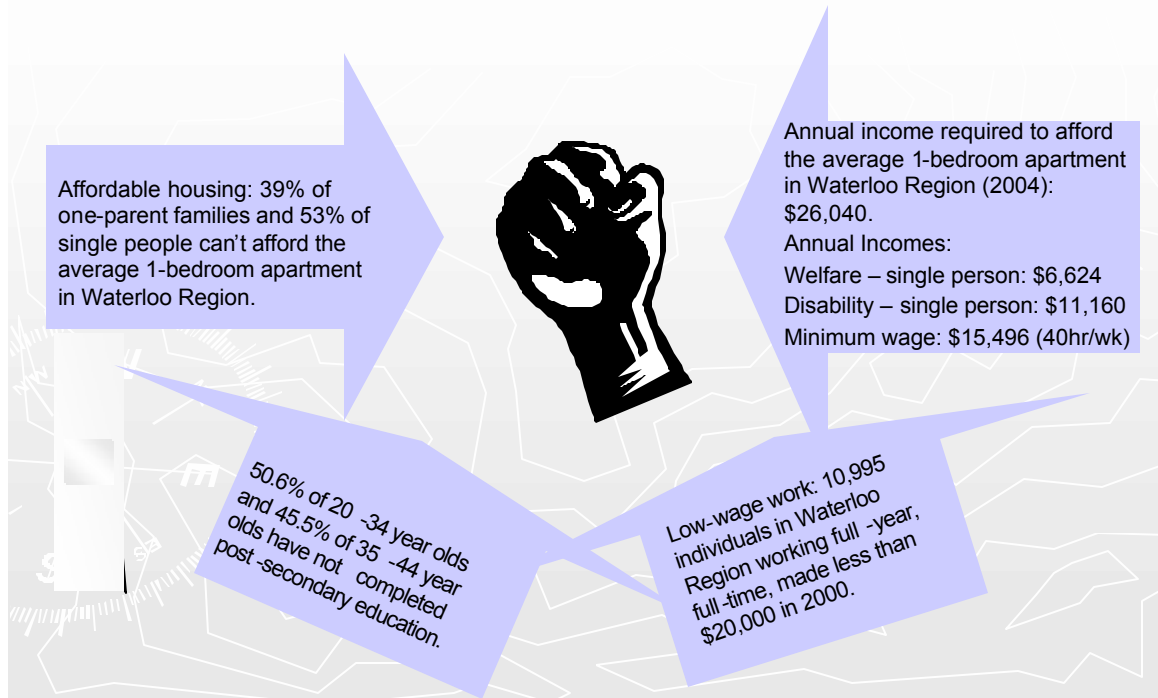 Affordable housing: 39% of
one-parent families and 53% of
single people can’t afford the
average 1-bedroom apartment
in Waterloo Region.
Annual income required to afford
the average 1-bedroom apartment
in Waterloo Region (2004):
$26,040.
Annual Incomes:
Welfare – single person: $6,624
Disability – single person: $11,160
Minimum wage: $15,496 (40hr/wk)
50.6% of 20 -34 year olds
and 45.5% of 35 -44 year
olds have not completed
post -secondary education.
Low-wage work: 10,995
individuals in Waterloo
Region working full -year,
full -time, made less than
$20,000 in 2000.
NW
E
S